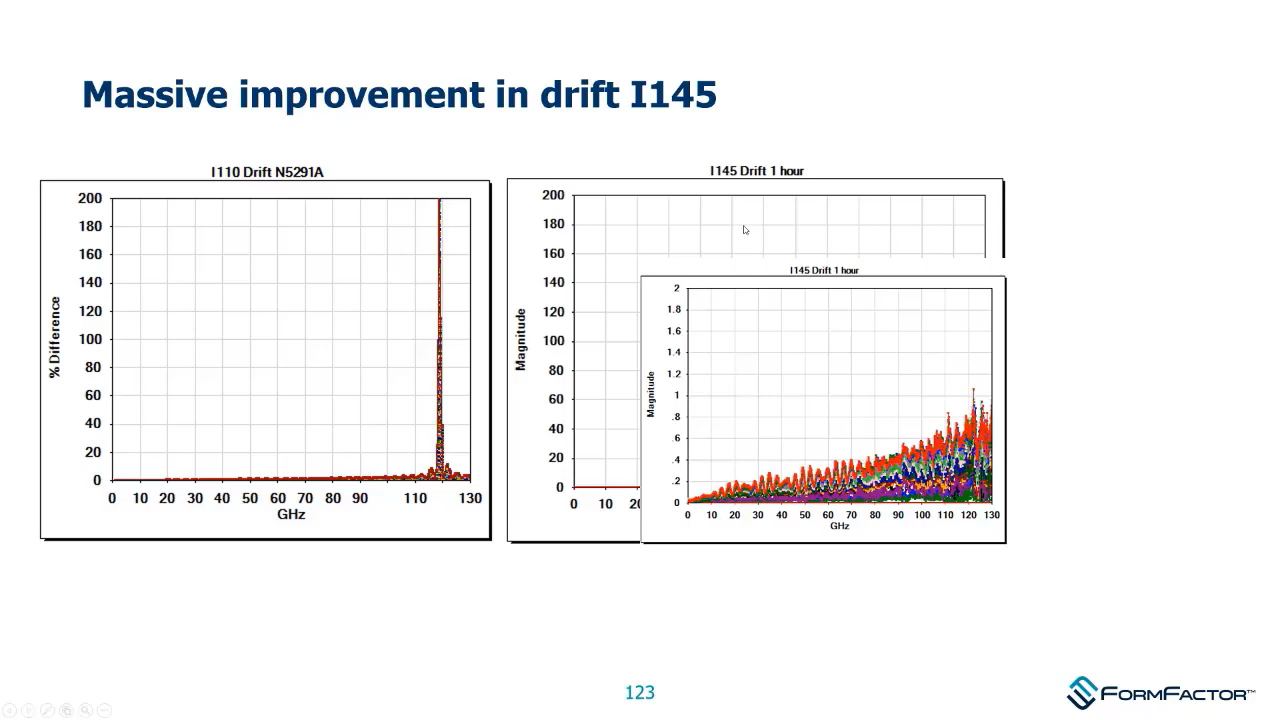 Massive improvement in drift I145
I110 Drift N5291A
200
180
160
140
120
100
80
60
40
20
0
% Difference
0 10 20 30 40 50 60 70 80 90 110 130
GHz
I145 Drift 1 hour
200
180
160
140
120
100
80
60
40
20
0
Magnitude
0 10
I145 Drift 1 hour
2
1.8
1.6
1.4
1.2
1
.8
.6
.4
.2
0
Magnitude
0 10 20 30 40 50 60 70 80 90 100 110 120 130
GHz
123
FORMFACTOR™